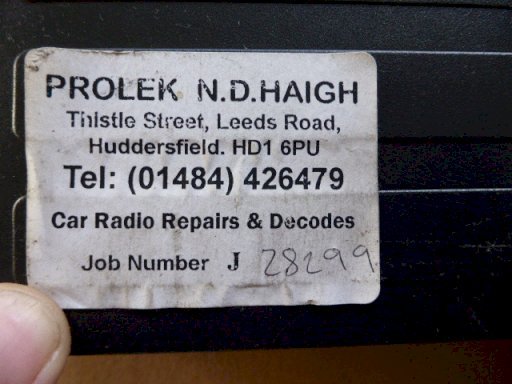 PROLEK N.D.HAIGH
Thistle Street, Leeds Road,
Huddersfield. HD1 6PU
Tel: (01484) 426479
Car Radio Repairs & Decodes
Job Number J 28299